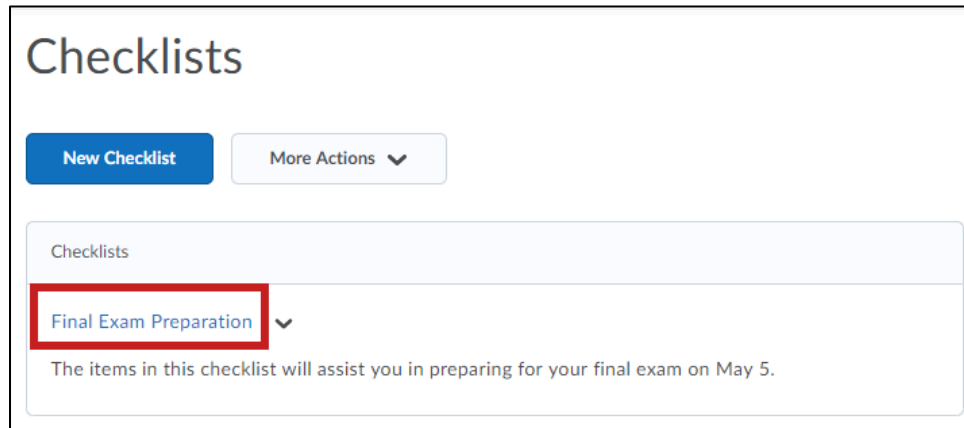 Checklists
New Checklist More Actions
Checklists
Final Exam Preparation
The items in this checklist will assist you in preparing for your final exam on May 5.